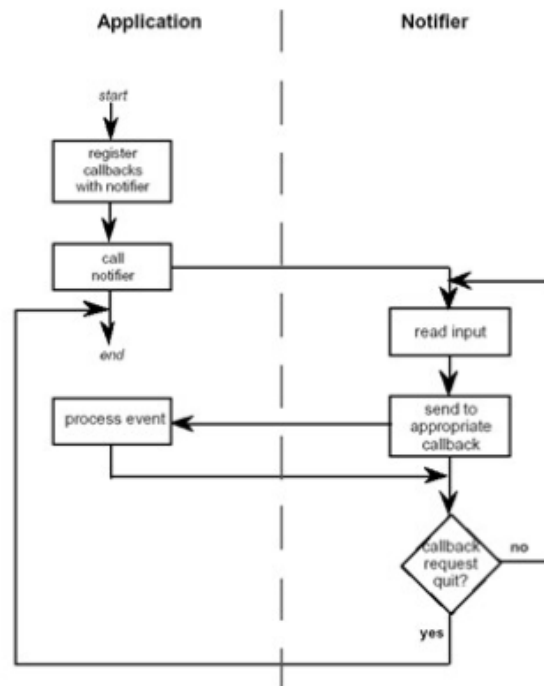 Application
Notifier
start
register
callbacks
with notifier
call
notifier
end
read input
process event
send to
appropriate
callback
callback
request
quit?
no
yes